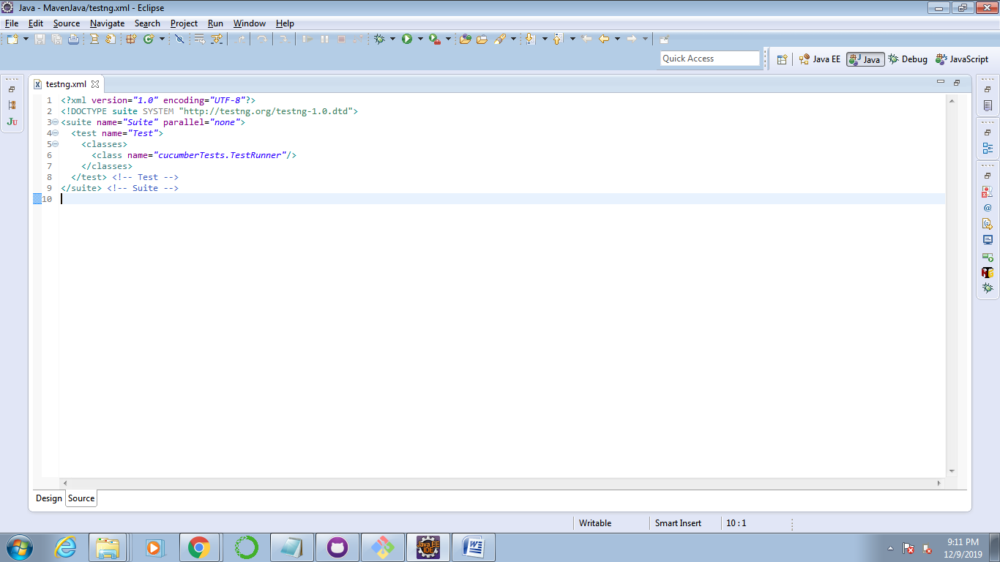 Java - MavenJava/testng.xml - Eclipse
File Edit Source Navigate Search Project Run Window Help
Quick Access
Java EE
Java
Debug
JavaScript
testng.xml
1 <?xml version="1.0" encoding="UTF-8"?>
2 <!DOCTYPE suite SYSTEM "http://testng.org/testng-1.0.dtd">
3 <suite name="Suite" parallel="none">
4   <test name="Test">
5     <classes>
6       <class name="cucumberTests.TestRunner"/>
7     </classes>
8   </test> <!-- Test -->
9 </suite> <!-- Suite -->
10
Design Source
Writable Smart Insert 10 : 1
Java EE
IDE
9:11 PM
12/9/2019